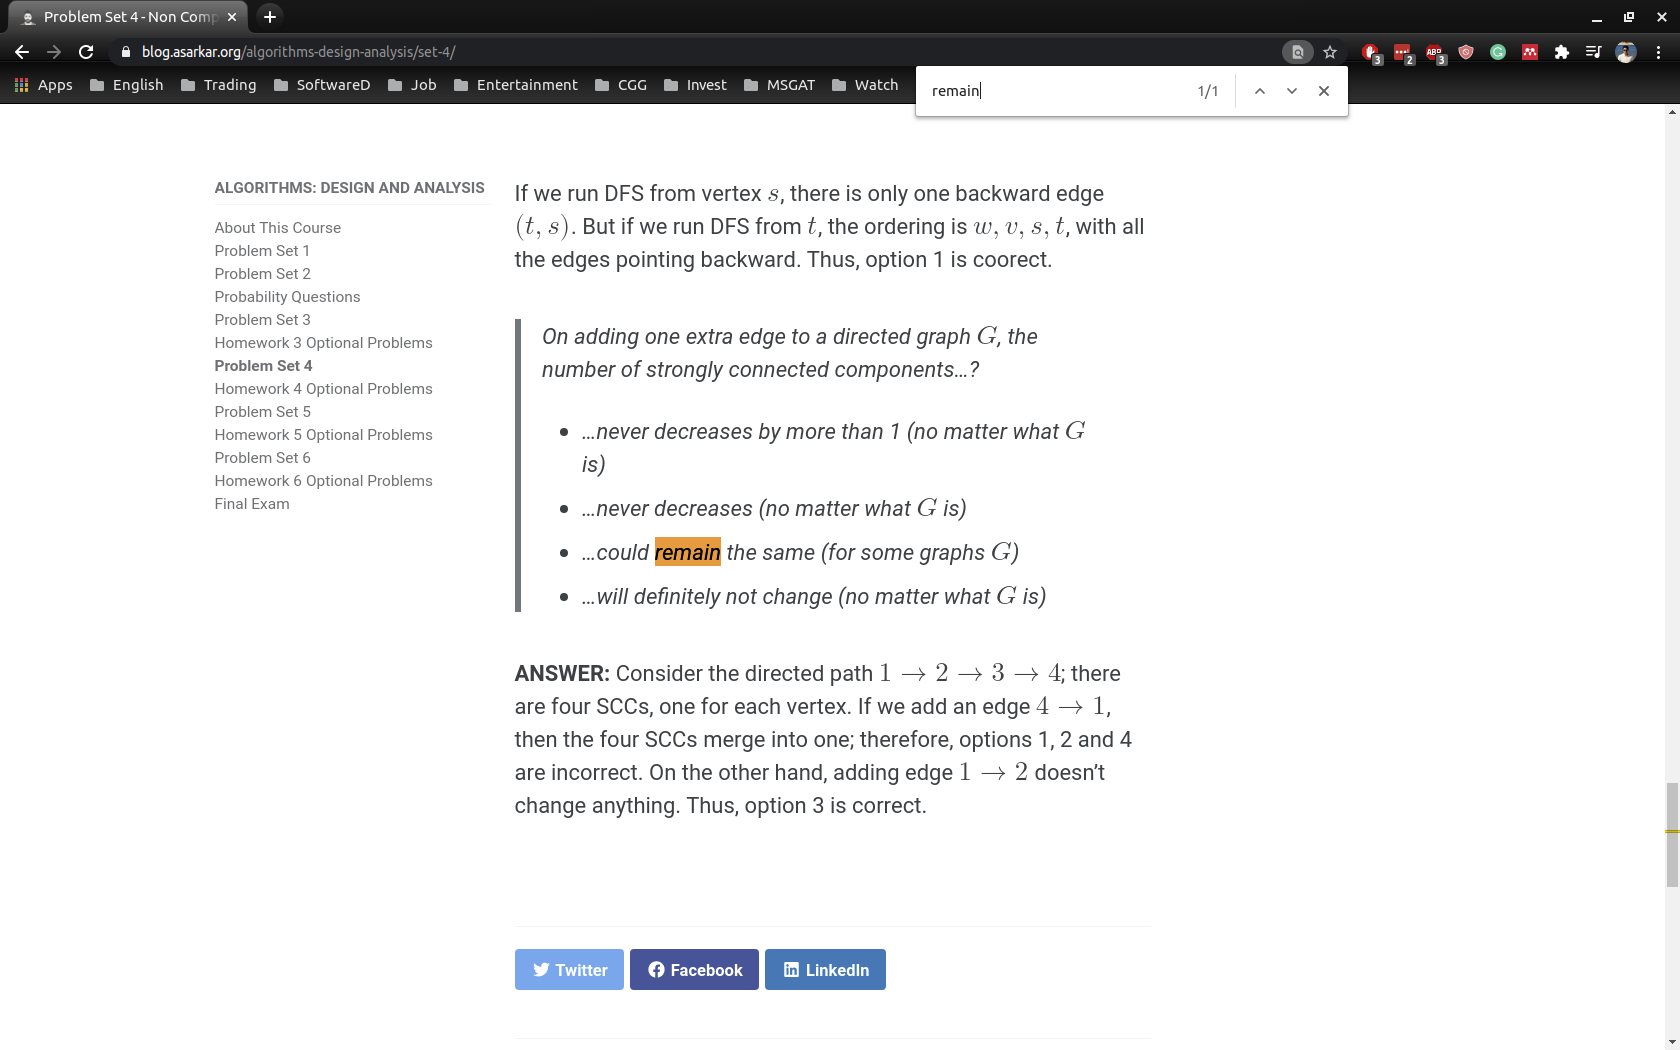 Problem Set 4 - Non Comp
blog.asarkar.org/algorithms-design-analysis/set-4/
3
2
ABP
3
Apps English Trading SoftwareD Job Entertainment CGG Invest MSGAT Watch
remain 1/1
ALGORITHMS: DESIGN AND ANALYSIS
About This Course
Problem Set 1
Problem Set 2
Probability Questions
Problem Set 3
Homework 3 Optional Problems
Problem Set 4
Homework 4 Optional Problems
Problem Set 5
Homework 5 Optional Problems
Problem Set 6
Homework 6 Optional Problems
Final Exam
If we run DFS from vertex s, there is only one backward edge
(t, s). But if we run DFS from t, the ordering is w, v, s, t, with all
the edges pointing backward. Thus, option 1 is coorect.
On adding one extra edge to a directed graph G, the
number of strongly connected components…?
• …never decreases by more than 1 (no matter what G
is)
• …never decreases (no matter what G is)
• …could remain the same (for some graphs G)
• …will definitely not change (no matter what G is)
ANSWER: Consider the directed path 1 → 2 → 3 → 4; there
are four SCCs, one for each vertex. If we add an edge 4 → 1,
then the four SCCs merge into one; therefore, options 1, 2 and 4
are incorrect. On the other hand, adding edge 1 → 2 doesn’t
change anything. Thus, option 3 is correct.
Twitter Facebook LinkedIn